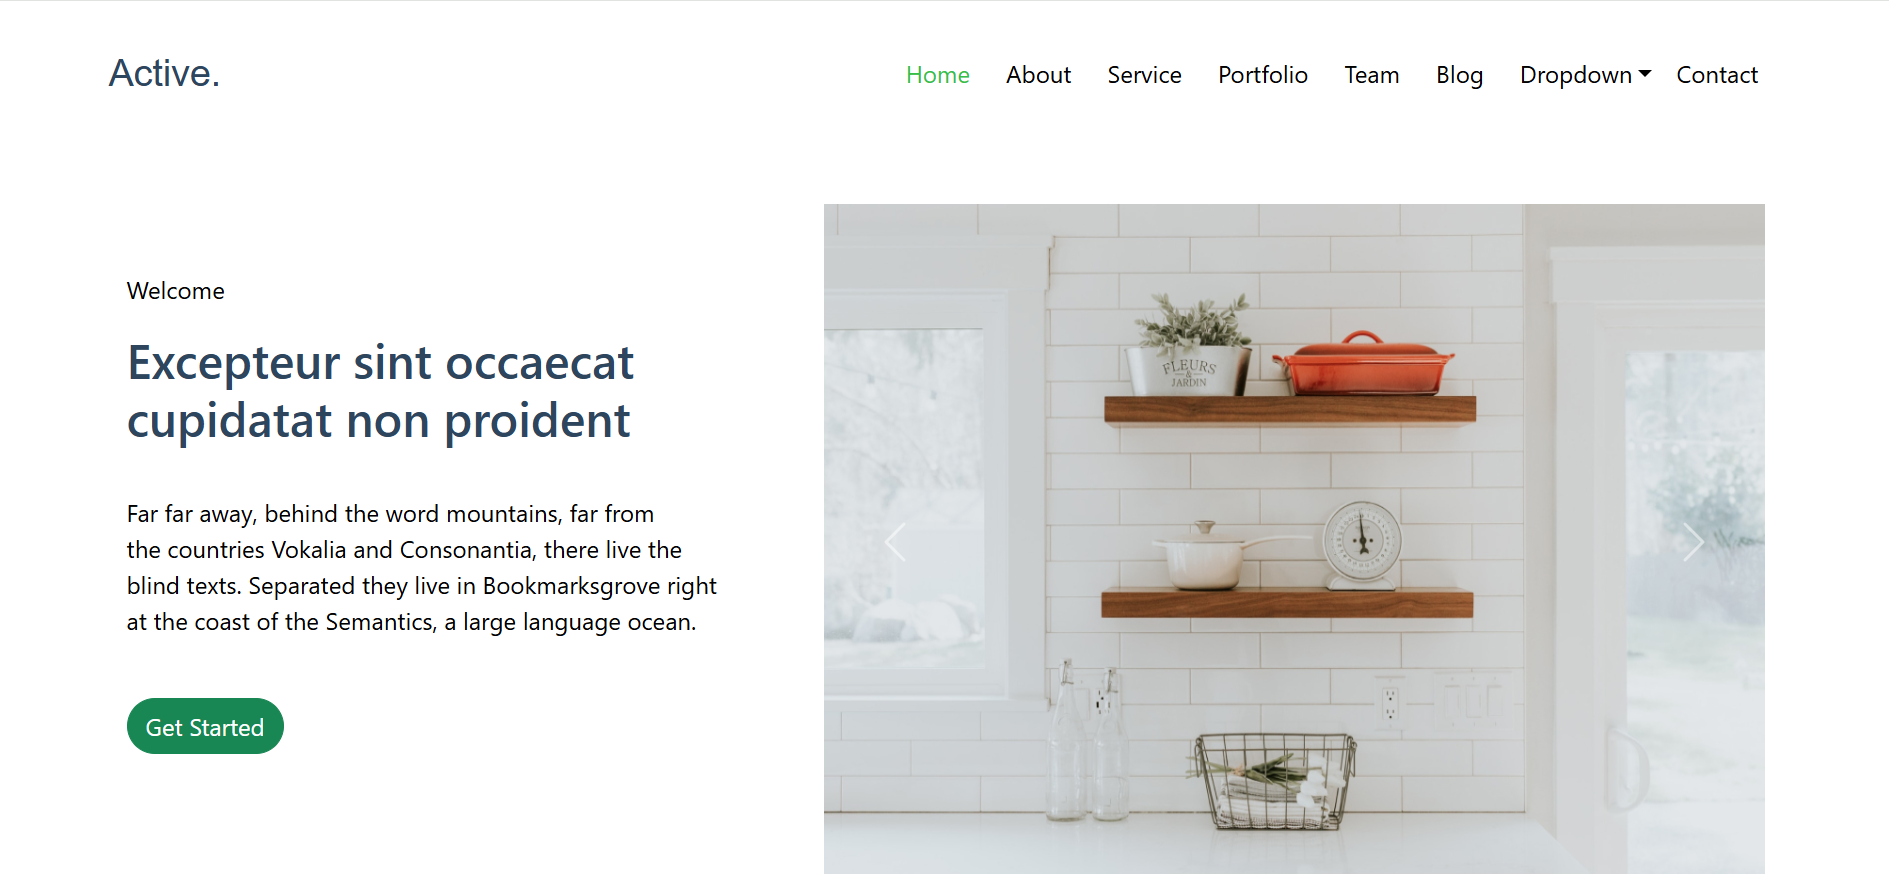 Active.
Home About Service Portfolio Team Blog Dropdown Contact
Welcome
Excepteur sint occaecat
cupidatat non proident
Far far away, behind the word mountains, far from
the countries Vokalia and Consonantia, there live the
blind texts. Separated they live in Bookmarksgrove right
at the coast of the Semantics, a large language ocean.
Get Started
FLEURS
&
JARDIN